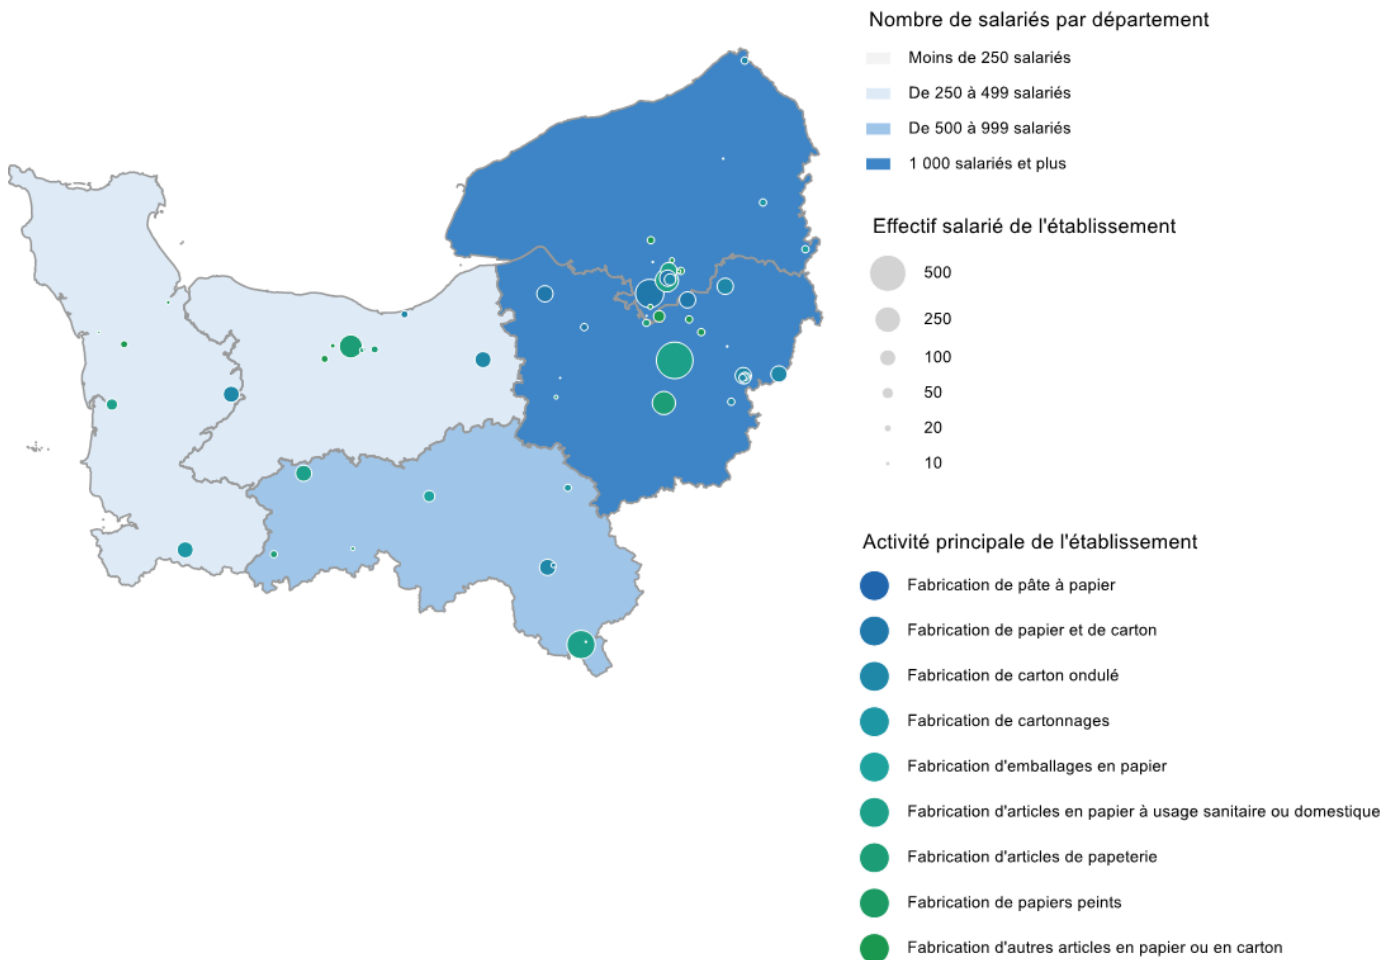 Nombre de salariés par département
Moins de 250 salariés
De 250 à 499 salariés
De 500 à 999 salariés
1 000 salariés et plus
Effectif salarié de l'établissement
500
250
100
50
20
10
Activité principale de l'établissement
Fabrication de pâte à papier
Fabrication de papier et de carton
Fabrication de carton ondulé
Fabrication de cartonnages
Fabrication d'emballages en papier
Fabrication d'articles en papier à usage sanitaire ou domestique
Fabrication d'articles de papeterie
Fabrication de papiers peints
Fabrication d'autres articles en papier ou en carton